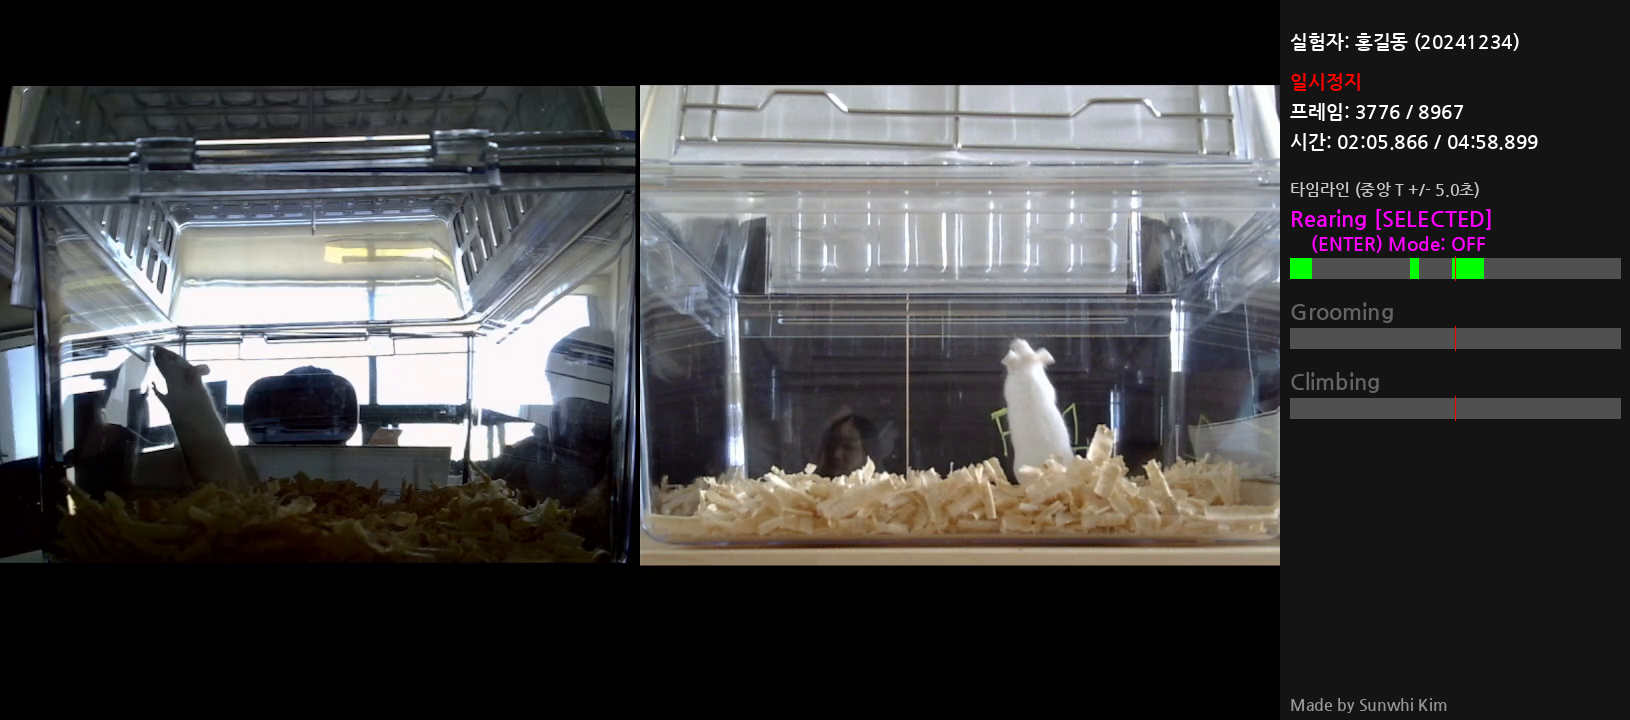 실험자: 홍길동 (20241234)
일시정지
프레임: 3776 / 8967
시간: 02:05.866 / 04:58.899
타임라인 (중앙 T +/- 5.0초)
Rearing [SELECTED]
(ENTER) Mode: OFF
Grooming
Climbing
Made by Sunwhi Kim